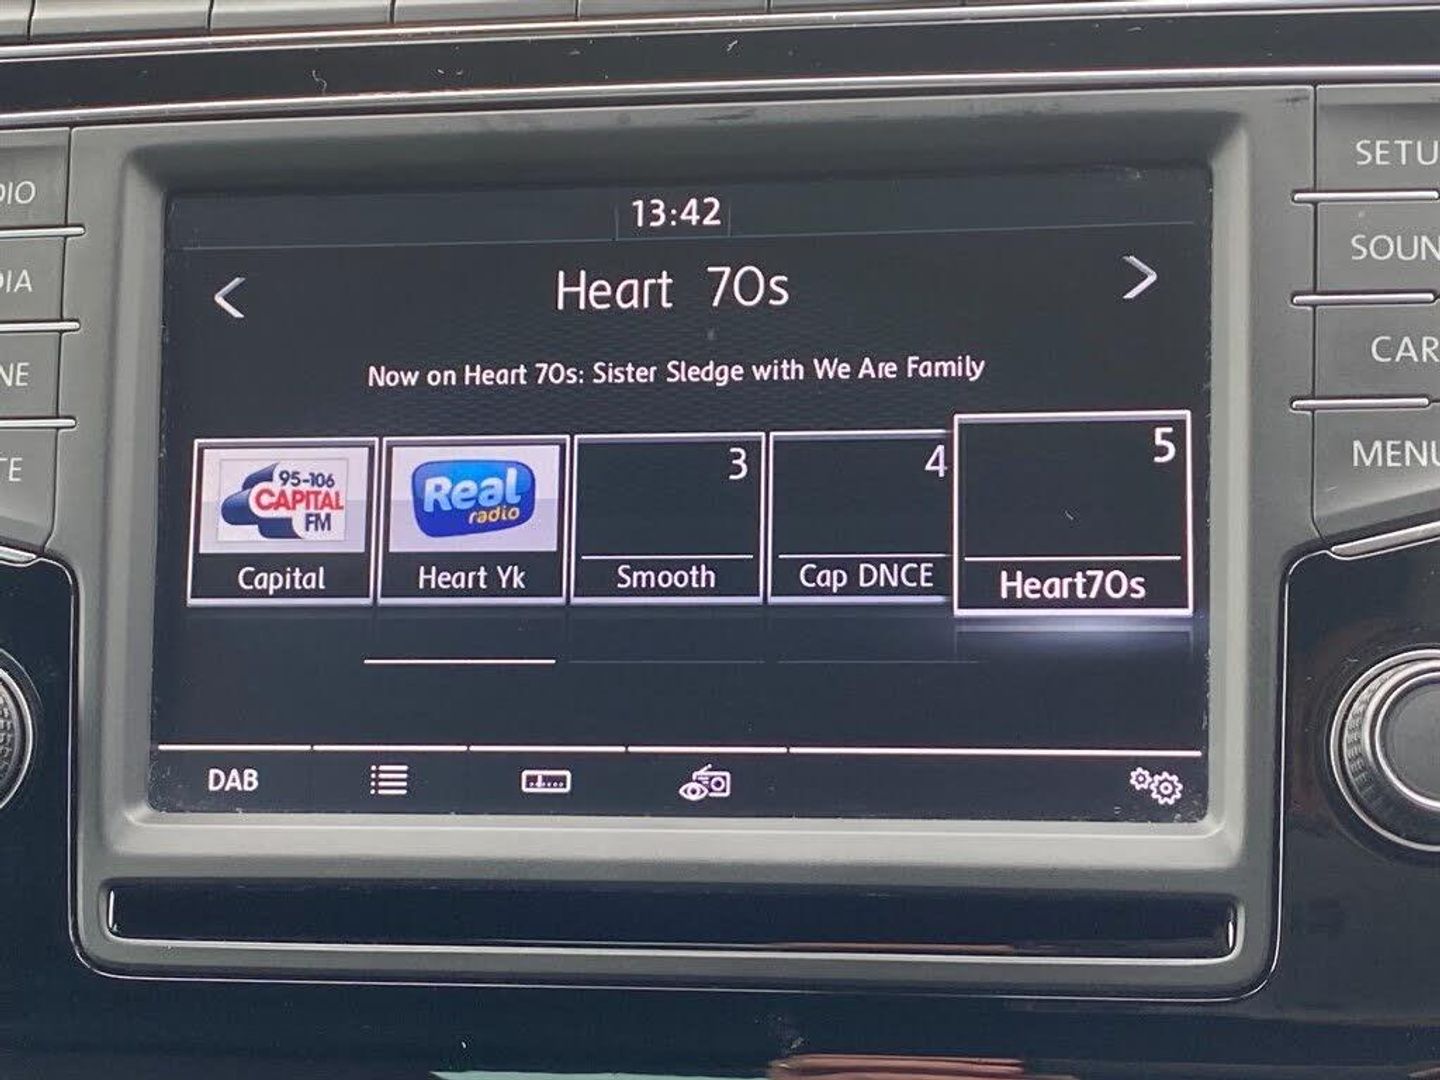 13:42
Heart 70s
Now on Heart 70s: Sister Sledge with We Are Family
95-106
CAPITAL
FM
Capital
Real
radio
Heart Yk
3
Smooth
4
Cap DNCE
5
Heart70s
DAB
SETU
SOUN
CAR
MENU
DIO
DIA
NE
TE